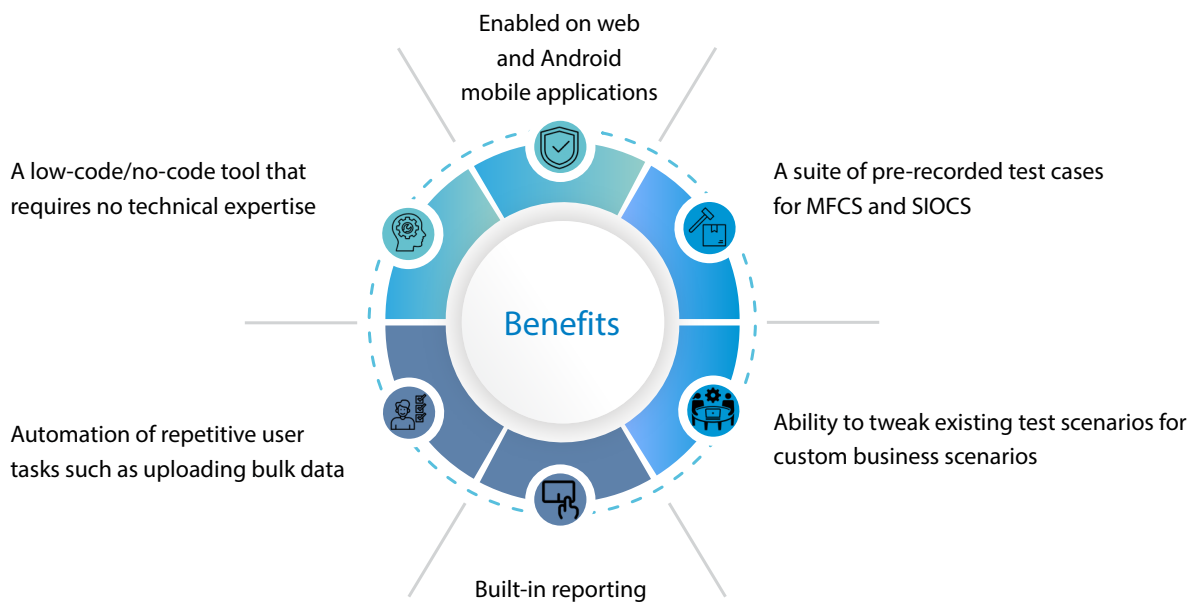 Enabled on web
and Android
mobile applications
A low-code/no-code tool that
requires no technical expertise
A suite of pre-recorded test cases
for MFCS and SIOCS
Benefits
Automation of repetitive user
tasks such as uploading bulk data
Ability to tweak existing test scenarios for
custom business scenarios
Built-in reporting